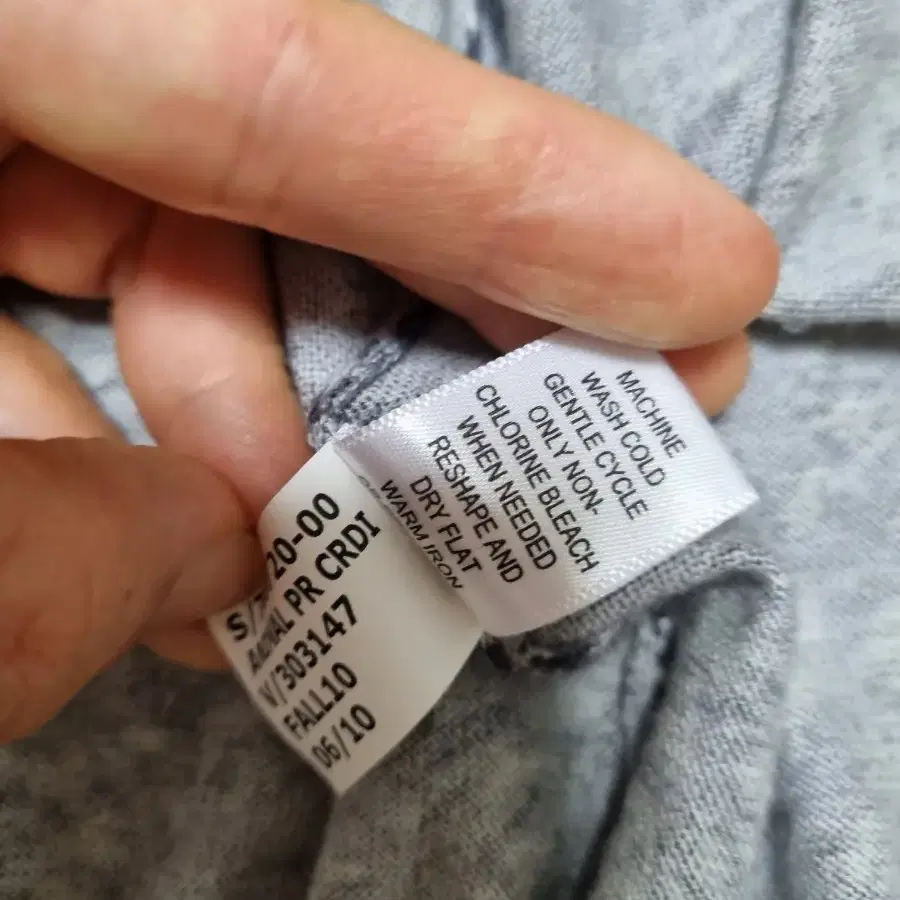 MACHINE
WASH COLD
GENTLE CYCLE
ONLY NON-
CHLORINE BLEACH
WHEN NEEDED
RESHAPE AND
DRY FLAT
WARM IRON
20-00
PR CRDI
V/303147
FALL10
06/10